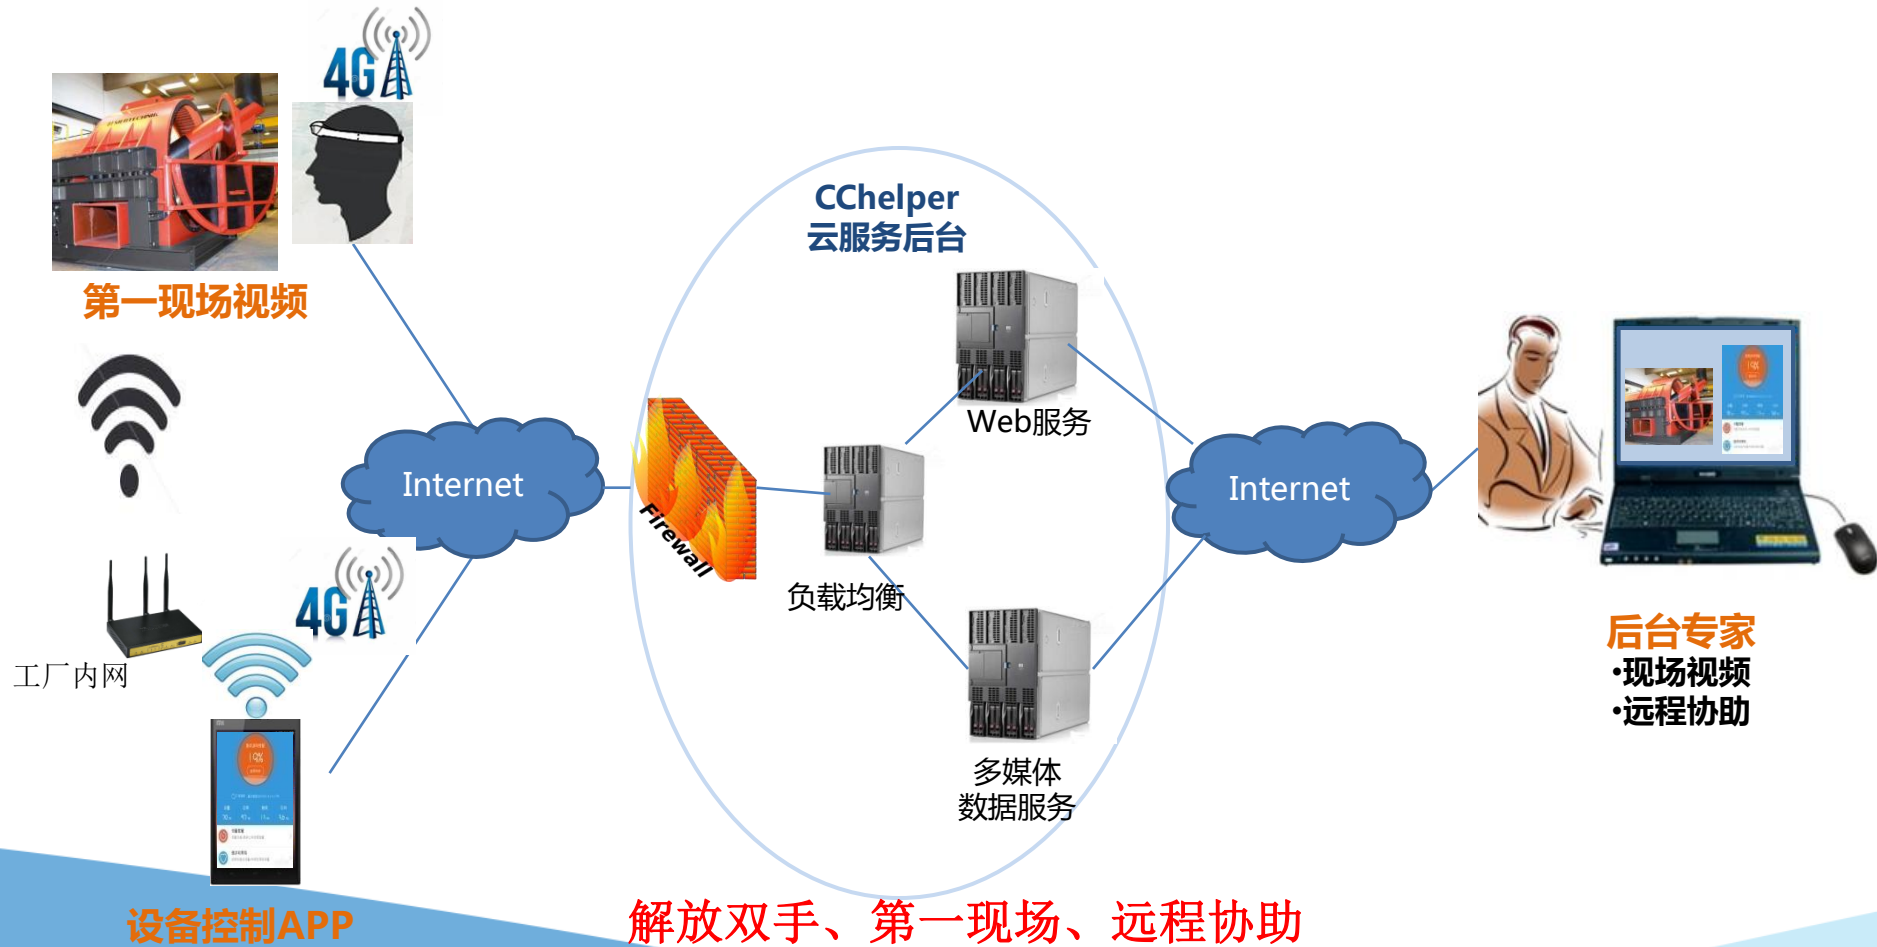 4G
第一现场视频
CChelper
云服务后台
Web服务
Internet
Firewall
负载均衡
Internet
4G
工厂内网
19%
19%
多媒体
数据服务
后台专家
•现场视频
•远程协助
设备控制APP
解放双手、第一现场、远程协助